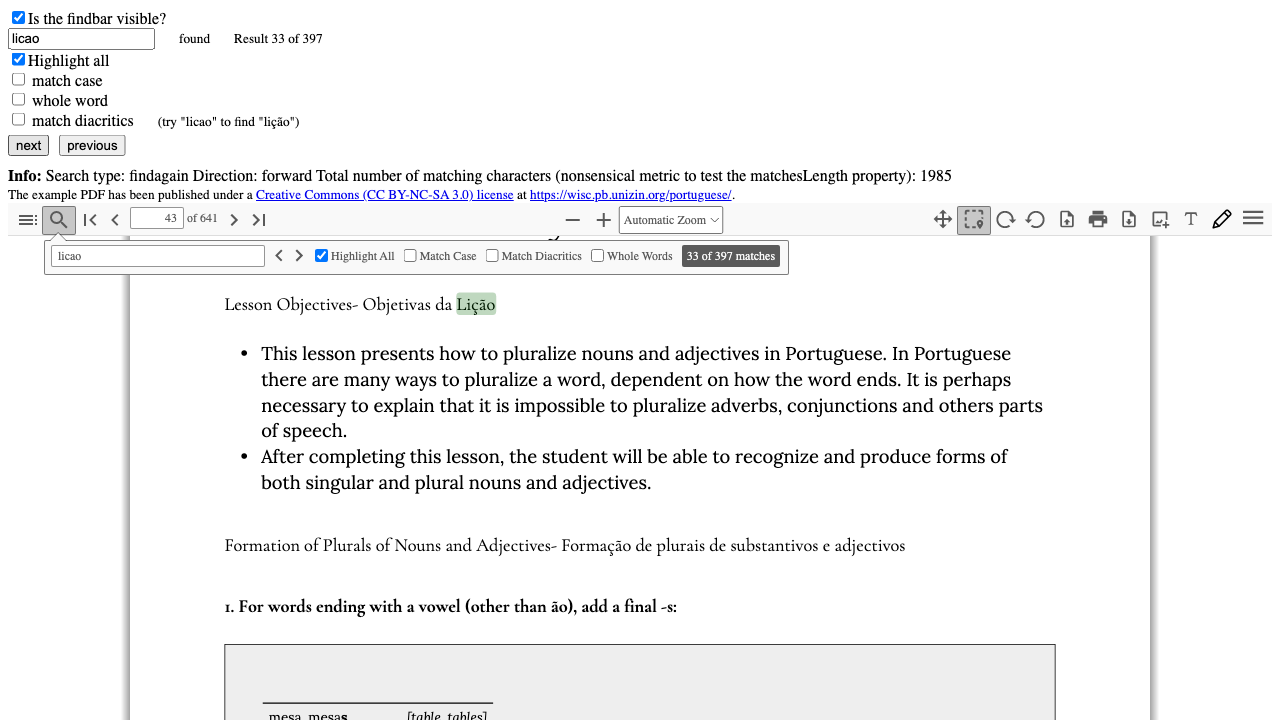 Is the findbar visible?
licao found Result 33 of 397
Highlight all
match case
whole word
match diacritics (try "licao" to find "lição")
next previous
Info: Search type: findagain Direction: forward Total number of matching characters (nonsensical metric to test the matchesLength property): 1985
The example PDF has been published under a Creative Commons (CC BY-NC-SA 3.0) license at https://wisc.pb.unizin.org/portuguese/.
43 of 641 Automatic Zoom T
licao Highlight All Match Case Match Diacritics Whole Words 33 of 397 matches
Lesson Objectives- Objetivas da Lição
• This lesson presents how to pluralize nouns and adjectives in Portuguese. In Portuguese
there are many ways to pluralize a word, dependent on how the word ends. It is perhaps
necessary to explain that it is impossible to pluralize adverbs, conjunctions and others parts
of speech.
• After completing this lesson, the student will be able to recognize and produce forms of
both singular and plural nouns and adjectives.
Formation of Plurals of Nouns and Adjectives- Formação de plurais de substantivos e adjectivos
1. For words ending with a vowel (other than ão), add a final -s:
mesa, mesas [table, tables]